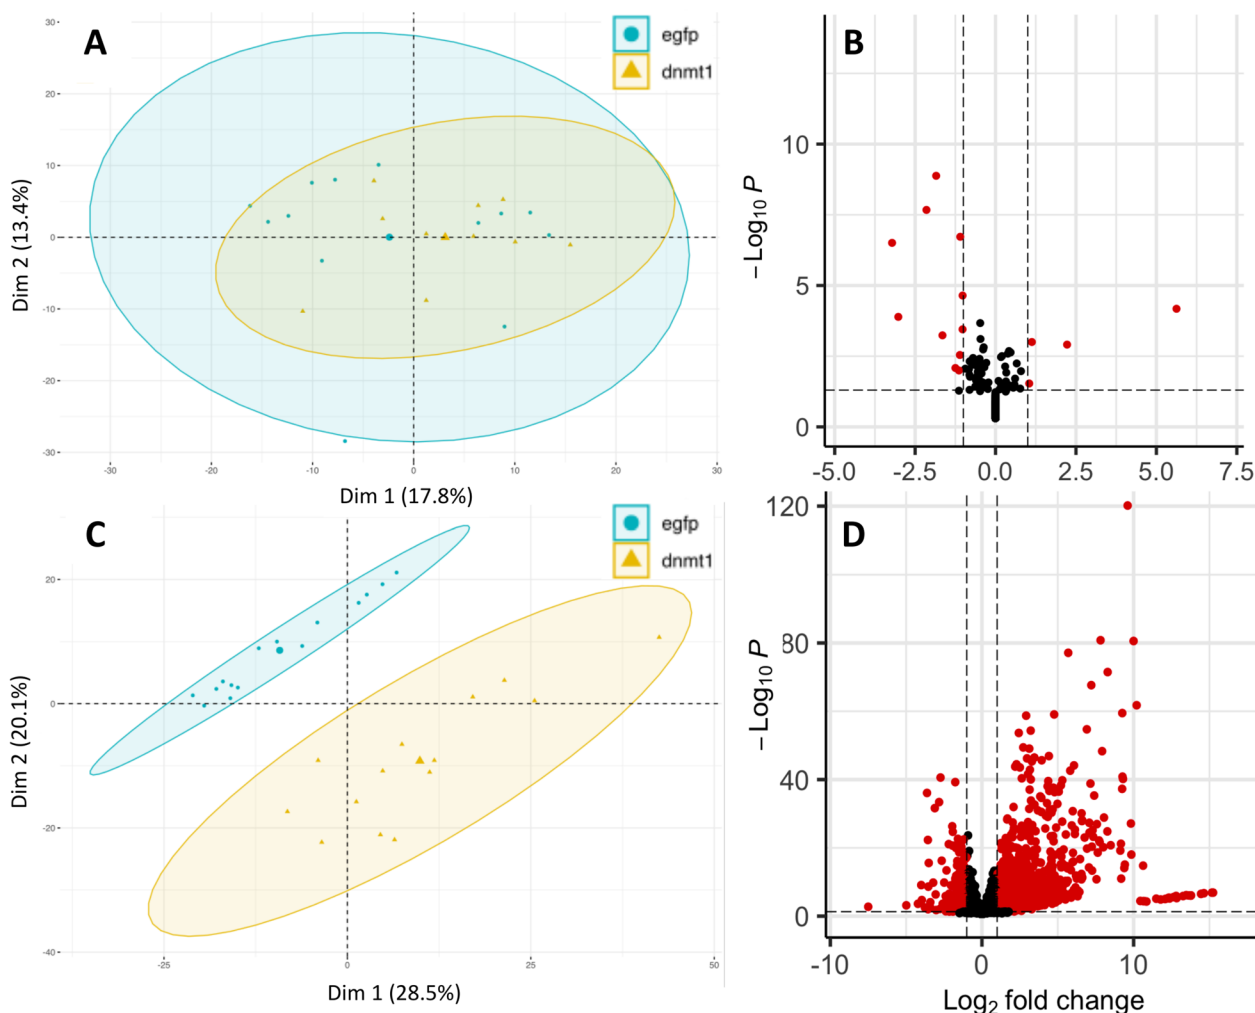 A
egfp
dnmt1
30
20
10
0
-10
-20
-30
-30
-20
-10
0
10
20
30
Dim 2 (13.4%)
Dim 1 (17.8%)
B
10
5
0
-5.0
-2.5
0.0
2.5
5.0
7.5
−Log10 P
C
egfp
dnmt1
20
0
-20
-40
-25
0
25
50
Dim 2 (20.1%)
Dim 1 (28.5%)
D
120
80
40
0
-10
0
10
−Log10 P
Log2 fold change